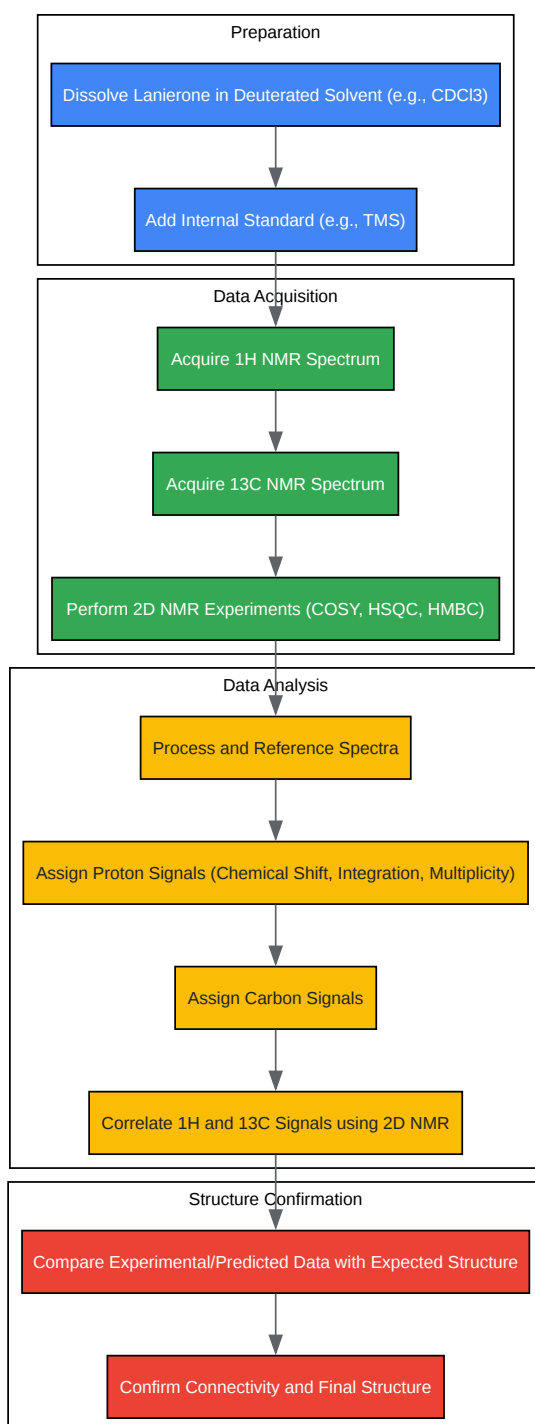 Preparation
Dissolve Lanierone in Deuterated Solvent (e.g., CDCl3)
Add Internal Standard (e.g., TMS)
Data Acquisition
Acquire 1H NMR Spectrum
Acquire 13C NMR Spectrum
Perform 2D NMR Experiments (COSY, HSQC, HMBC)
Data Analysis
Process and Reference Spectra
Assign Proton Signals (Chemical Shift, Integration, Multiplicity)
Assign Carbon Signals
Correlate 1H and 13C Signals using 2D NMR
Structure Confirmation
Compare Experimental/Predicted Data with Expected Structure
Confirm Connectivity and Final Structure